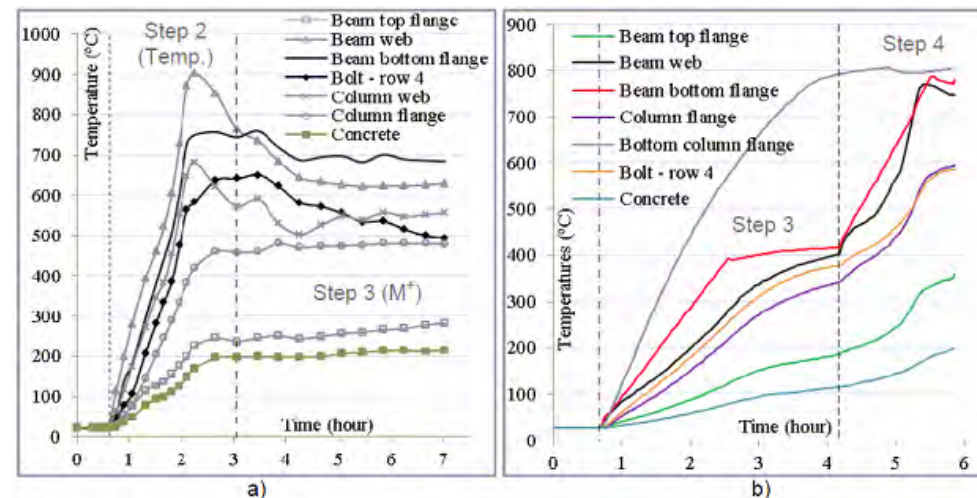 Temperature (°C)
1000
900
800
700
600
500
400
300
200
100
0
0 1 2 3 4 5 6 7
Step 2
(Temp.)
Beam top flange
Beam web
Beam bottom flange
Bolt - row 4
Column web
Column flange
Concrete
Step 3 (M⁺)
Time (hour)
a)
Temperatures (°C)
900
800
700
600
500
400
300
200
100
0
0 1 2 3 4 5 6
Beam top flange
Beam web
Beam bottom flange
Column flange
Bottom column flange
Bolt - row 4
Concrete
Step 4
Step 3
Time (hour)
b)